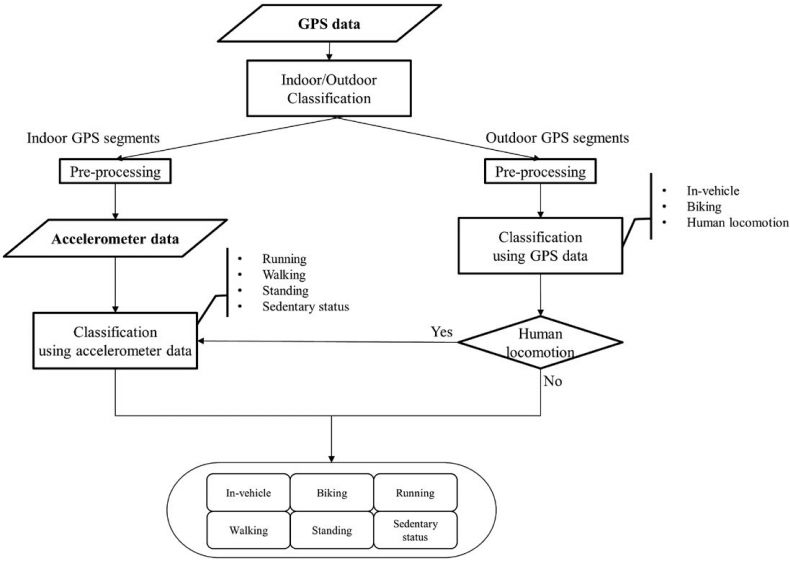 GPS data
Indoor/Outdoor
Classification
Indoor GPS segments
Outdoor GPS segments
Pre-processing
Pre-processing
• In-vehicle
• Biking
• Human locomotion
Accelerometer data
Classification
using GPS data
• Running
• Walking
• Standing
• Sedentary status
Classification
using accelerometer data
Yes
Human
locomotion
No
In-vehicle
Biking
Running
Walking
Standing
Sedentary
status